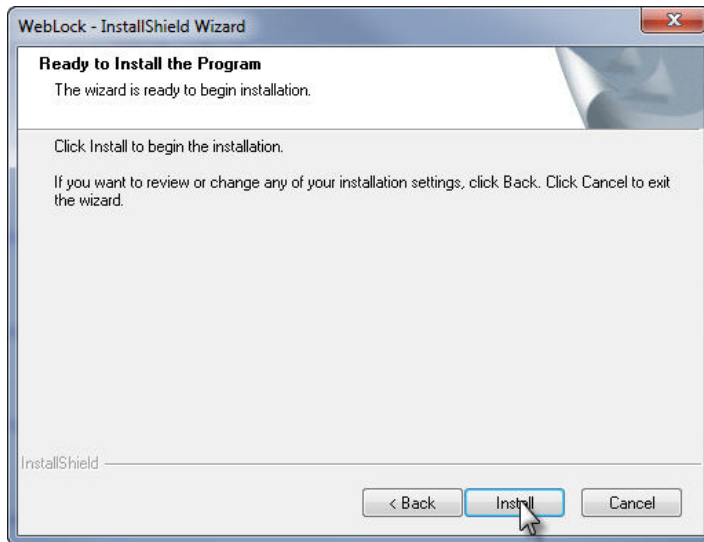 WebLock - InstallShield Wizard
Ready to Install the Program
The wizard is ready to begin installation.
Click Install to begin the installation.
If you want to review or change any of your installation settings, click Back. Click Cancel to exit
the wizard.
InstallShield
< Back Install Cancel